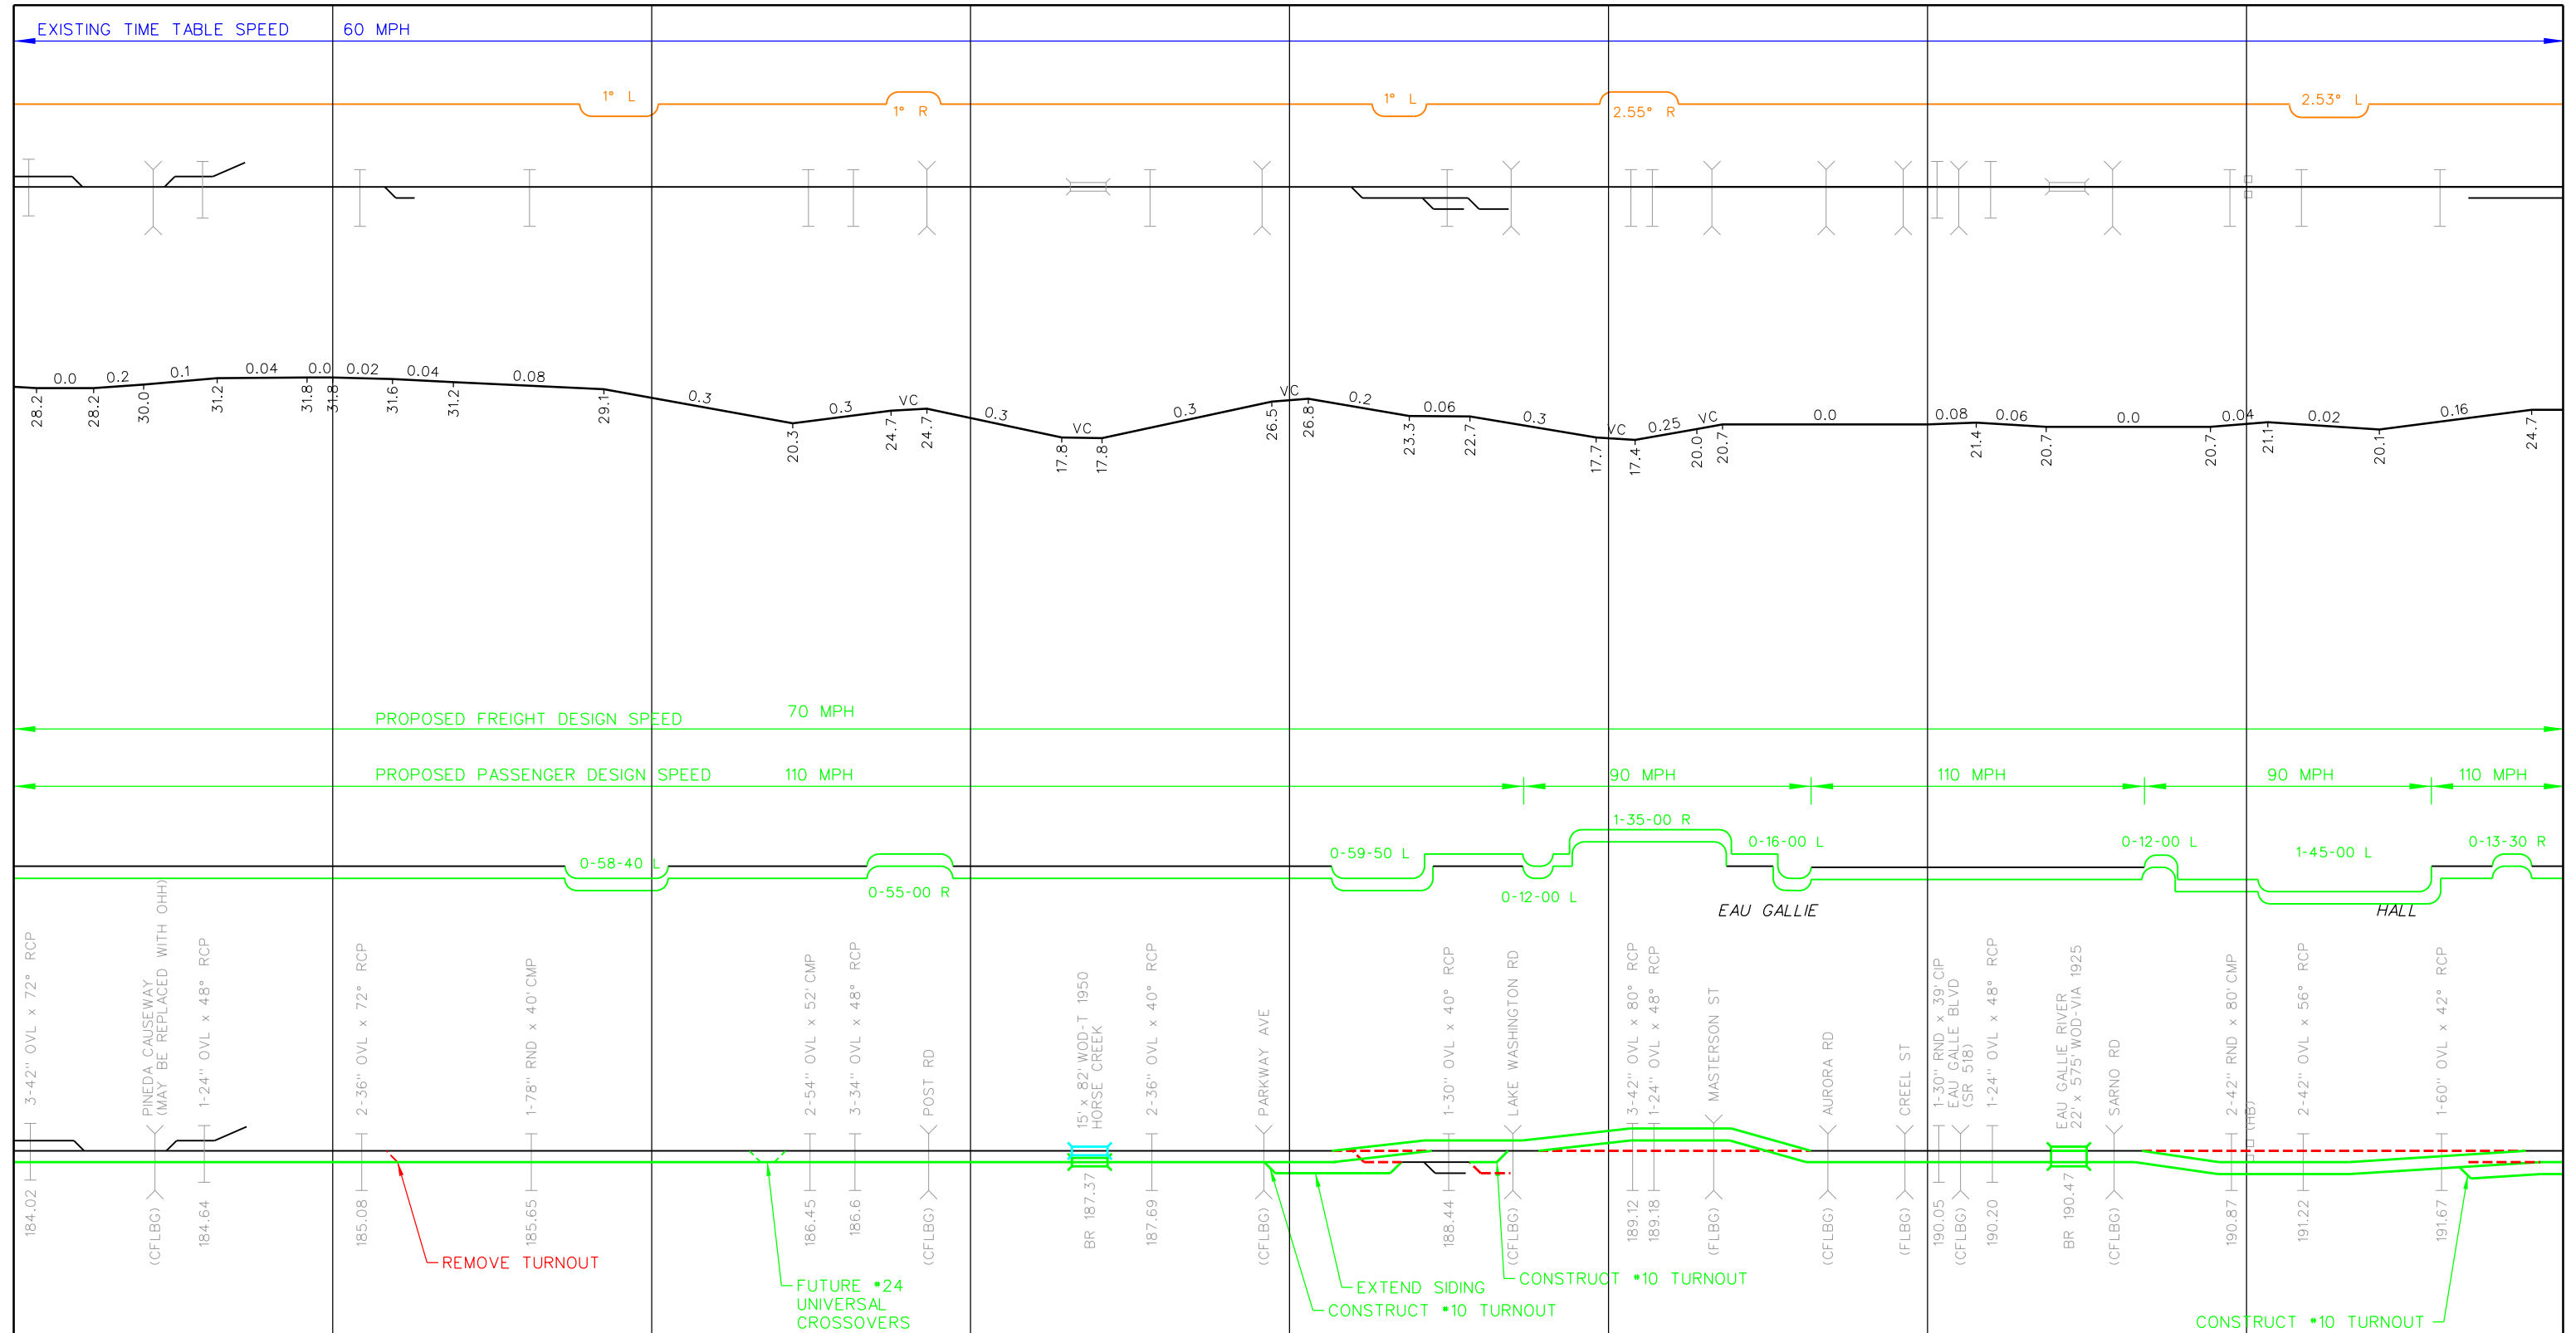 EXISTING TIME TABLE SPEED 60 MPH
1° L
1° R
1° L
2.55° R
2.53° L
0.0 0.2 0.1 0.04 0.0 0.02 0.04 0.08 0.3 0.3 VC 0.3 VC 0.3 VC 0.2 0.06 0.3 VC 0.25 VC 0.0 0.08 0.06 0.0 0.04 0.02 0.16
28.2 28.2 30.0 31.2 31.8 31.8 31.6 31.2 29.1 20.3 24.7 24.7 17.8 17.8 26.5 26.8 23.3 22.7 17.7 17.4 20.0 20.7 21.4 20.7 20.7 21.1 20.1 24.7
PROPOSED FREIGHT DESIGN SPEED 70 MPH
PROPOSED PASSENGER DESIGN SPEED 110 MPH 90 MPH 110 MPH 90 MPH 110 MPH
0-58-40 L
0-55-00 R
0-59-50 L
0-12-00 L
1-35-00 R
0-16-00 L
0-12-00 L
1-45-00 L
0-13-30 R
EAU GALLIE
HALL
3-42" OVL x 72° RCP
PINEDA CAUSEWAY
(MAY BE REPLACED WITH OHH)
1-24" OVL x 48° RCP
2-36" OVL x 72° RCP
1-78" RND x 40' CMP
2-54" OVL x 52' CMP
3-34" OVL x 48° RCP
POST RD
15' x 82' WOD-T 1950
HORSE CREEK
2-36" OVL x 40° RCP
PARKWAY AVE
1-30" OVL x 40° RCP
LAKE WASHINGTON RD
3-42" OVL x 80° RCP
1-24" OVL x 48° RCP
MASTERSON ST
AURORA RD
CREEL ST
1-30" RND x 39' CIP
EAU GALLE BLVD
(SR 518)
1-24" OVL x 48° RCP
EAU GALLIE RIVER
22' x 575' WOD-VIA 1925
SARNO RD
2-42" RND x 80' CMP
(HB)
2-42" OVL x 56° RCP
1-60" OVL x 42° RCP
184.02
(CFLBG)
184.64
185.08
185.65
186.45
186.61
(CFLBG)
BR 187.37
187.69
(CFLBG)
188.44
(CFLBG)
189.12
189.18
(FLBG)
(CFLBG)
(FLBG)
190.05
(CFLBG)
190.20
BR 190.47
(CFLBG)
190.87
191.22
191.67
REMOVE TURNOUT
FUTURE #24
UNIVERSAL
CROSSOVERS
EXTEND SIDING
CONSTRUCT #10 TURNOUT
CONSTRUCT #10 TURNOUT
CONSTRUCT #10 TURNOUT